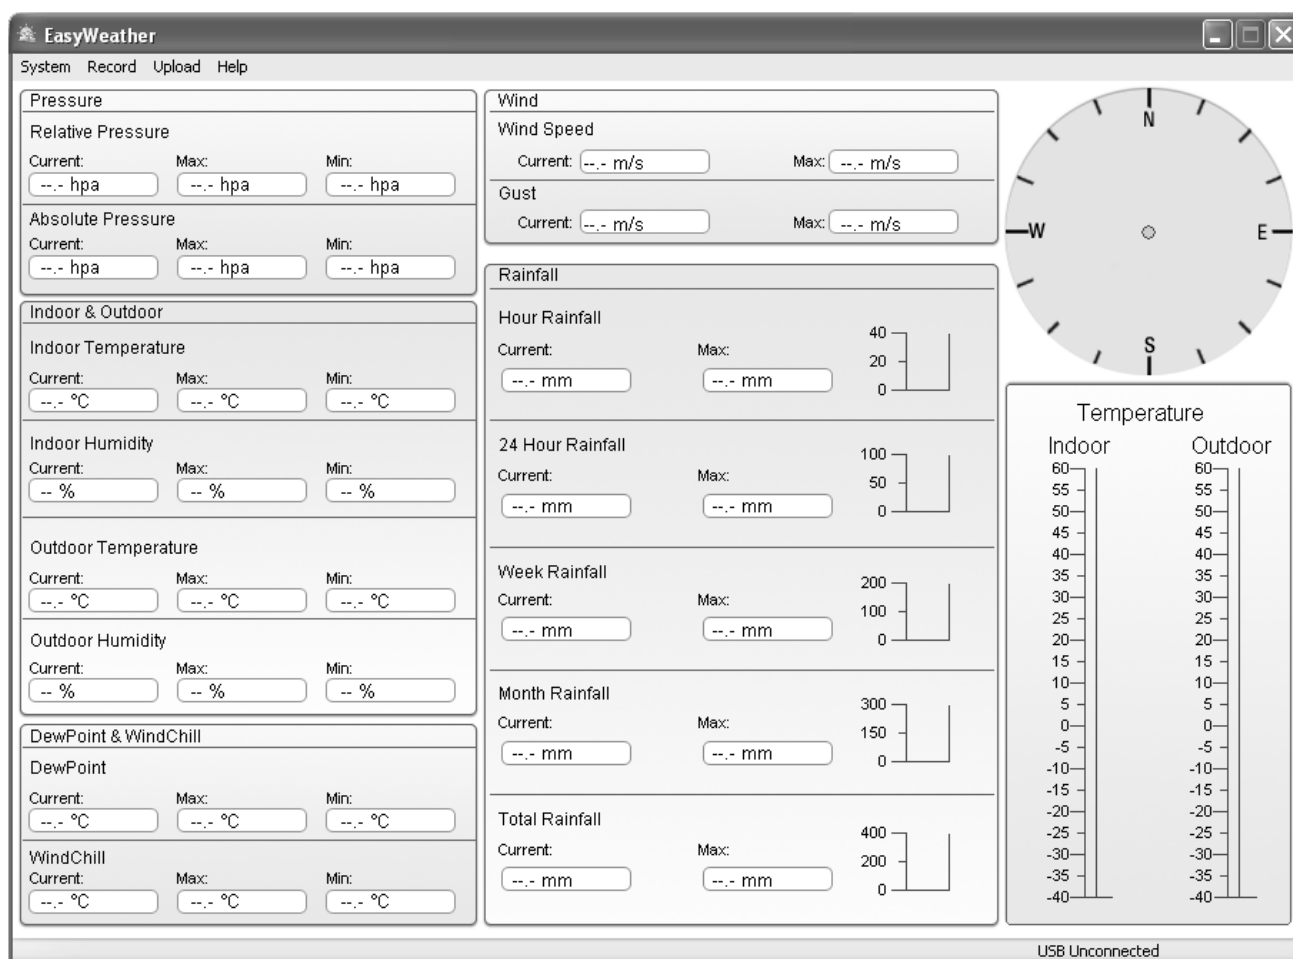 EasyWeather
System Record Upload Help
Pressure
Relative Pressure
Current: Max: Min:
--.- hpa --.- hpa --.- hpa
Absolute Pressure
Current: Max: Min:
--.- hpa --.- hpa --.- hpa
Indoor & Outdoor
Indoor Temperature
Current: Max: Min:
--.- °C --.- °C --.- °C
Indoor Humidity
Current: Max: Min:
-- % -- % -- %
Outdoor Temperature
Current: Max: Min:
--.- °C --.- °C --.- °C
Outdoor Humidity
Current: Max: Min:
-- % -- % -- %
DewPoint & WindChill
DewPoint
Current: Max: Min:
--.- °C --.- °C --.- °C
WindChill
Current: Max: Min:
--.- °C --.- °C --.- °C
Wind
Wind Speed
Current: --.- m/s Max: --.- m/s
Gust
Current: --.- m/s Max: --.- m/s
Rainfall
Hour Rainfall
Current: Max:
--.- mm --.- mm
40
20
0
24 Hour Rainfall
Current: Max:
--.- mm --.- mm
100
50
0
Week Rainfall
Current: Max:
--.- mm --.- mm
200
100
0
Month Rainfall
Current: Max:
--.- mm --.- mm
300
150
0
Total Rainfall
Current: Max:
--.- mm --.- mm
400
200
0
N
W E
S
Temperature
Indoor Outdoor
60 60
55 55
50 50
45 45
40 40
35 35
30 30
25 25
20 20
15 15
10 10
5 5
0 0
-5 -5
-10 -10
-15 -15
-20 -20
-25 -25
-30 -30
-35 -35
-40 -40
USB Unconnected